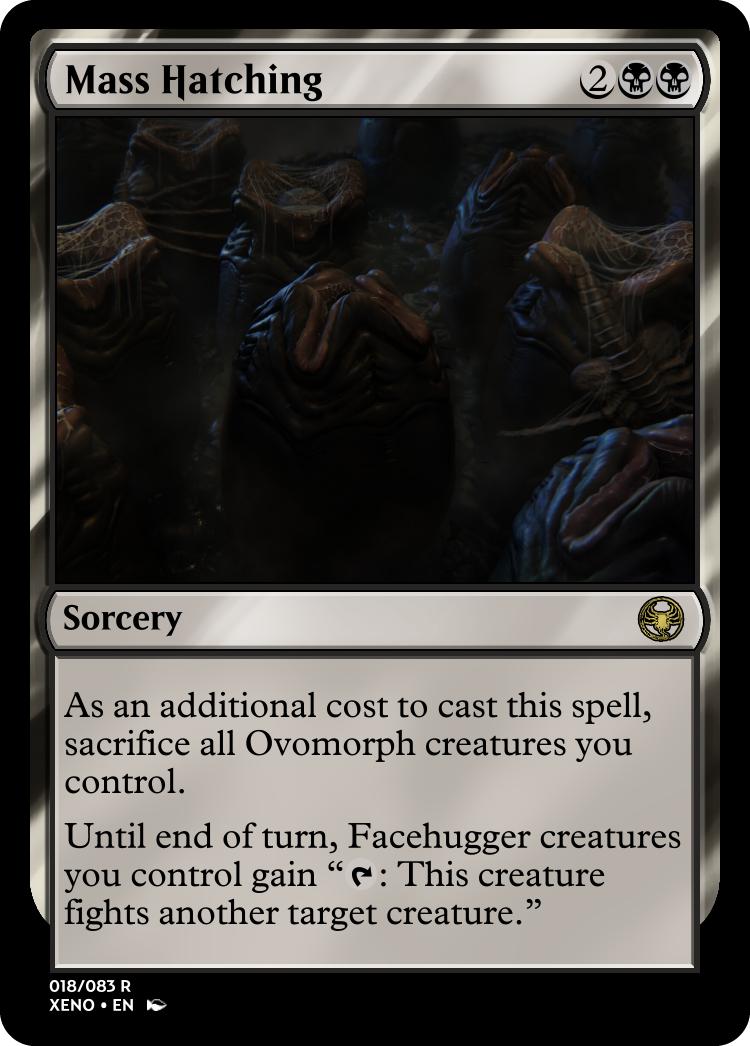 Mass Hatching 2
Sorcery
As an additional cost to cast this spell,
sacrifice all Ovomorph creatures you
control.
Until end of turn, Facehugger creatures
you control gain “: This creature
fights another target creature.”
018/083 R
XENO • EN